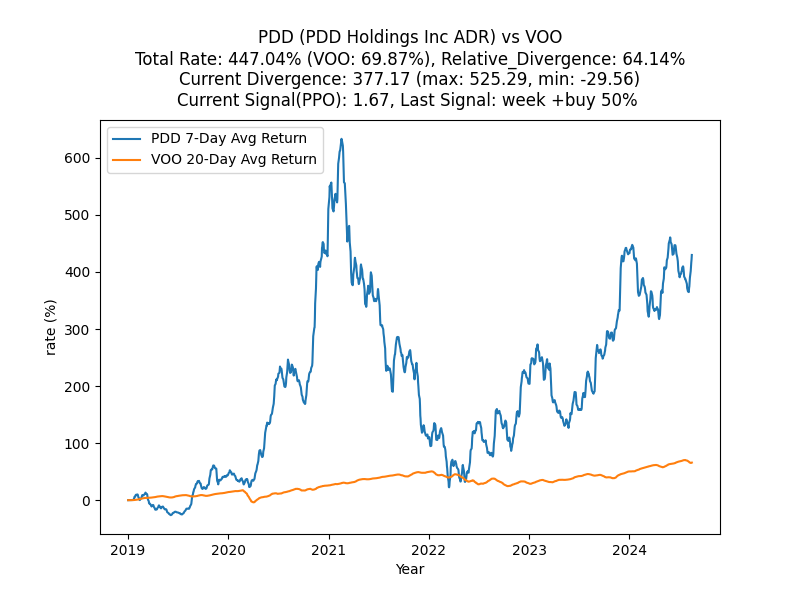 PDD (PDD Holdings Inc ADR) vs VOO
Total Rate: 447.04% (VOO: 69.87%), Relative_Divergence: 64.14%
Current Divergence: 377.17 (max: 525.29, min: -29.56)
Current Signal(PPO): 1.67, Last Signal: week +buy 50%
PDD 7-Day Avg Return
VOO 20-Day Avg Return
600
500
400
300
200
100
0
rate (%)
2019 2020 2021 2022 2023 2024
Year